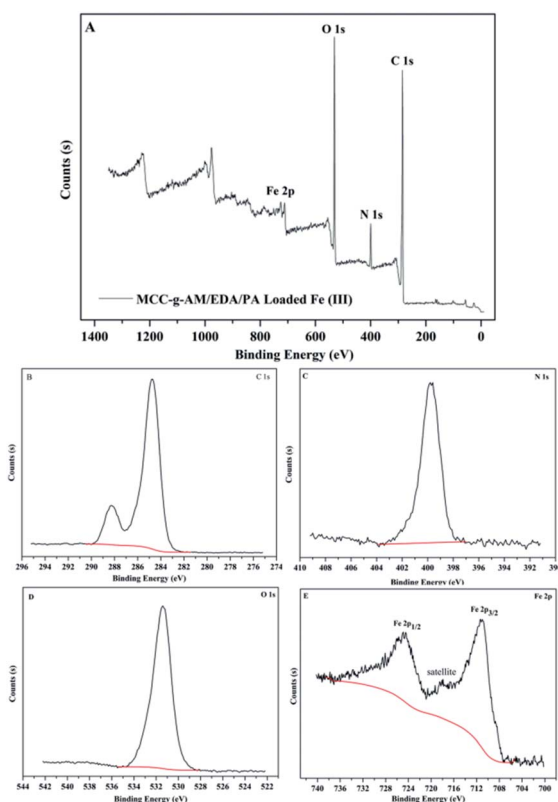 A
O 1s
C 1s
Fe 2p
N 1s
Counts (s)
MCC-g-AM/EDA/PA Loaded Fe (III)
1400 1200 1000 800 600 400 200 0
Binding Energy (eV)
B
C 1s
Counts (s)
296 294 292 290 288 286 284 282 280 278 276 274
Binding Energy (eV)
C
N 1s
Counts (s)
410 408 406 404 402 400 398 396 394 392 39
Binding Energy (eV)
D
O 1s
Counts (s)
544 542 540 538 536 534 532 530 528 526 524 522
Binding Energy (eV)
E
Fe 2p
Fe 2p3/2
Fe 2p1/2
satellite
Counts (s)
740 736 732 728 724 720 716 712 708 704 700
Binding Energy (eV)